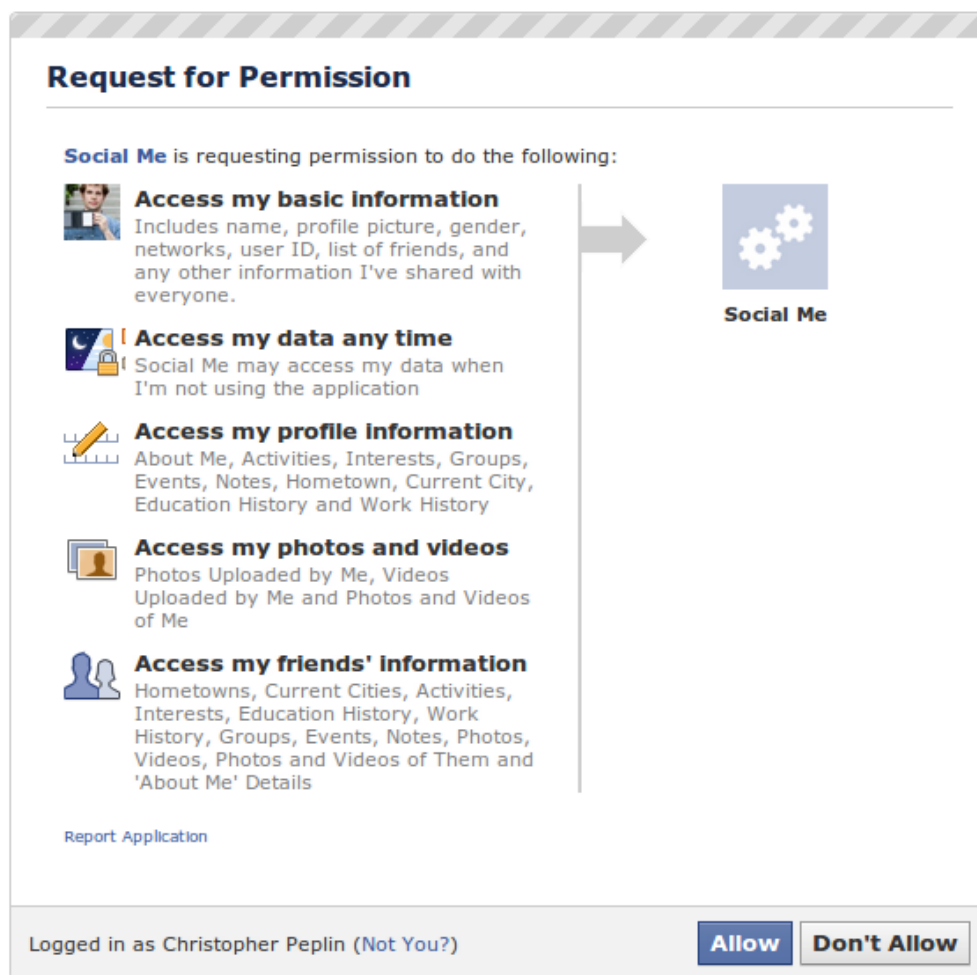 Request for Permission
Social Me is requesting permission to do the following:
Access my basic information
Includes name, profile picture, gender,
networks, user ID, list of friends, and
any other information I've shared with
everyone.
Social Me
Access my data any time
Social Me may access my data when
I'm not using the application
Access my profile information
About Me, Activities, Interests, Groups,
Events, Notes, Hometown, Current City,
Education History and Work History
Access my photos and videos
Photos Uploaded by Me, Videos
Uploaded by Me and Photos and Videos
of Me
Access my friends' information
Hometowns, Current Cities, Activities,
Interests, Education History, Work
History, Groups, Events, Notes, Photos,
Videos, Photos and Videos of Them and
'About Me' Details
Report Application
Logged in as Christopher Peplin (Not You?)
Allow
Don't Allow